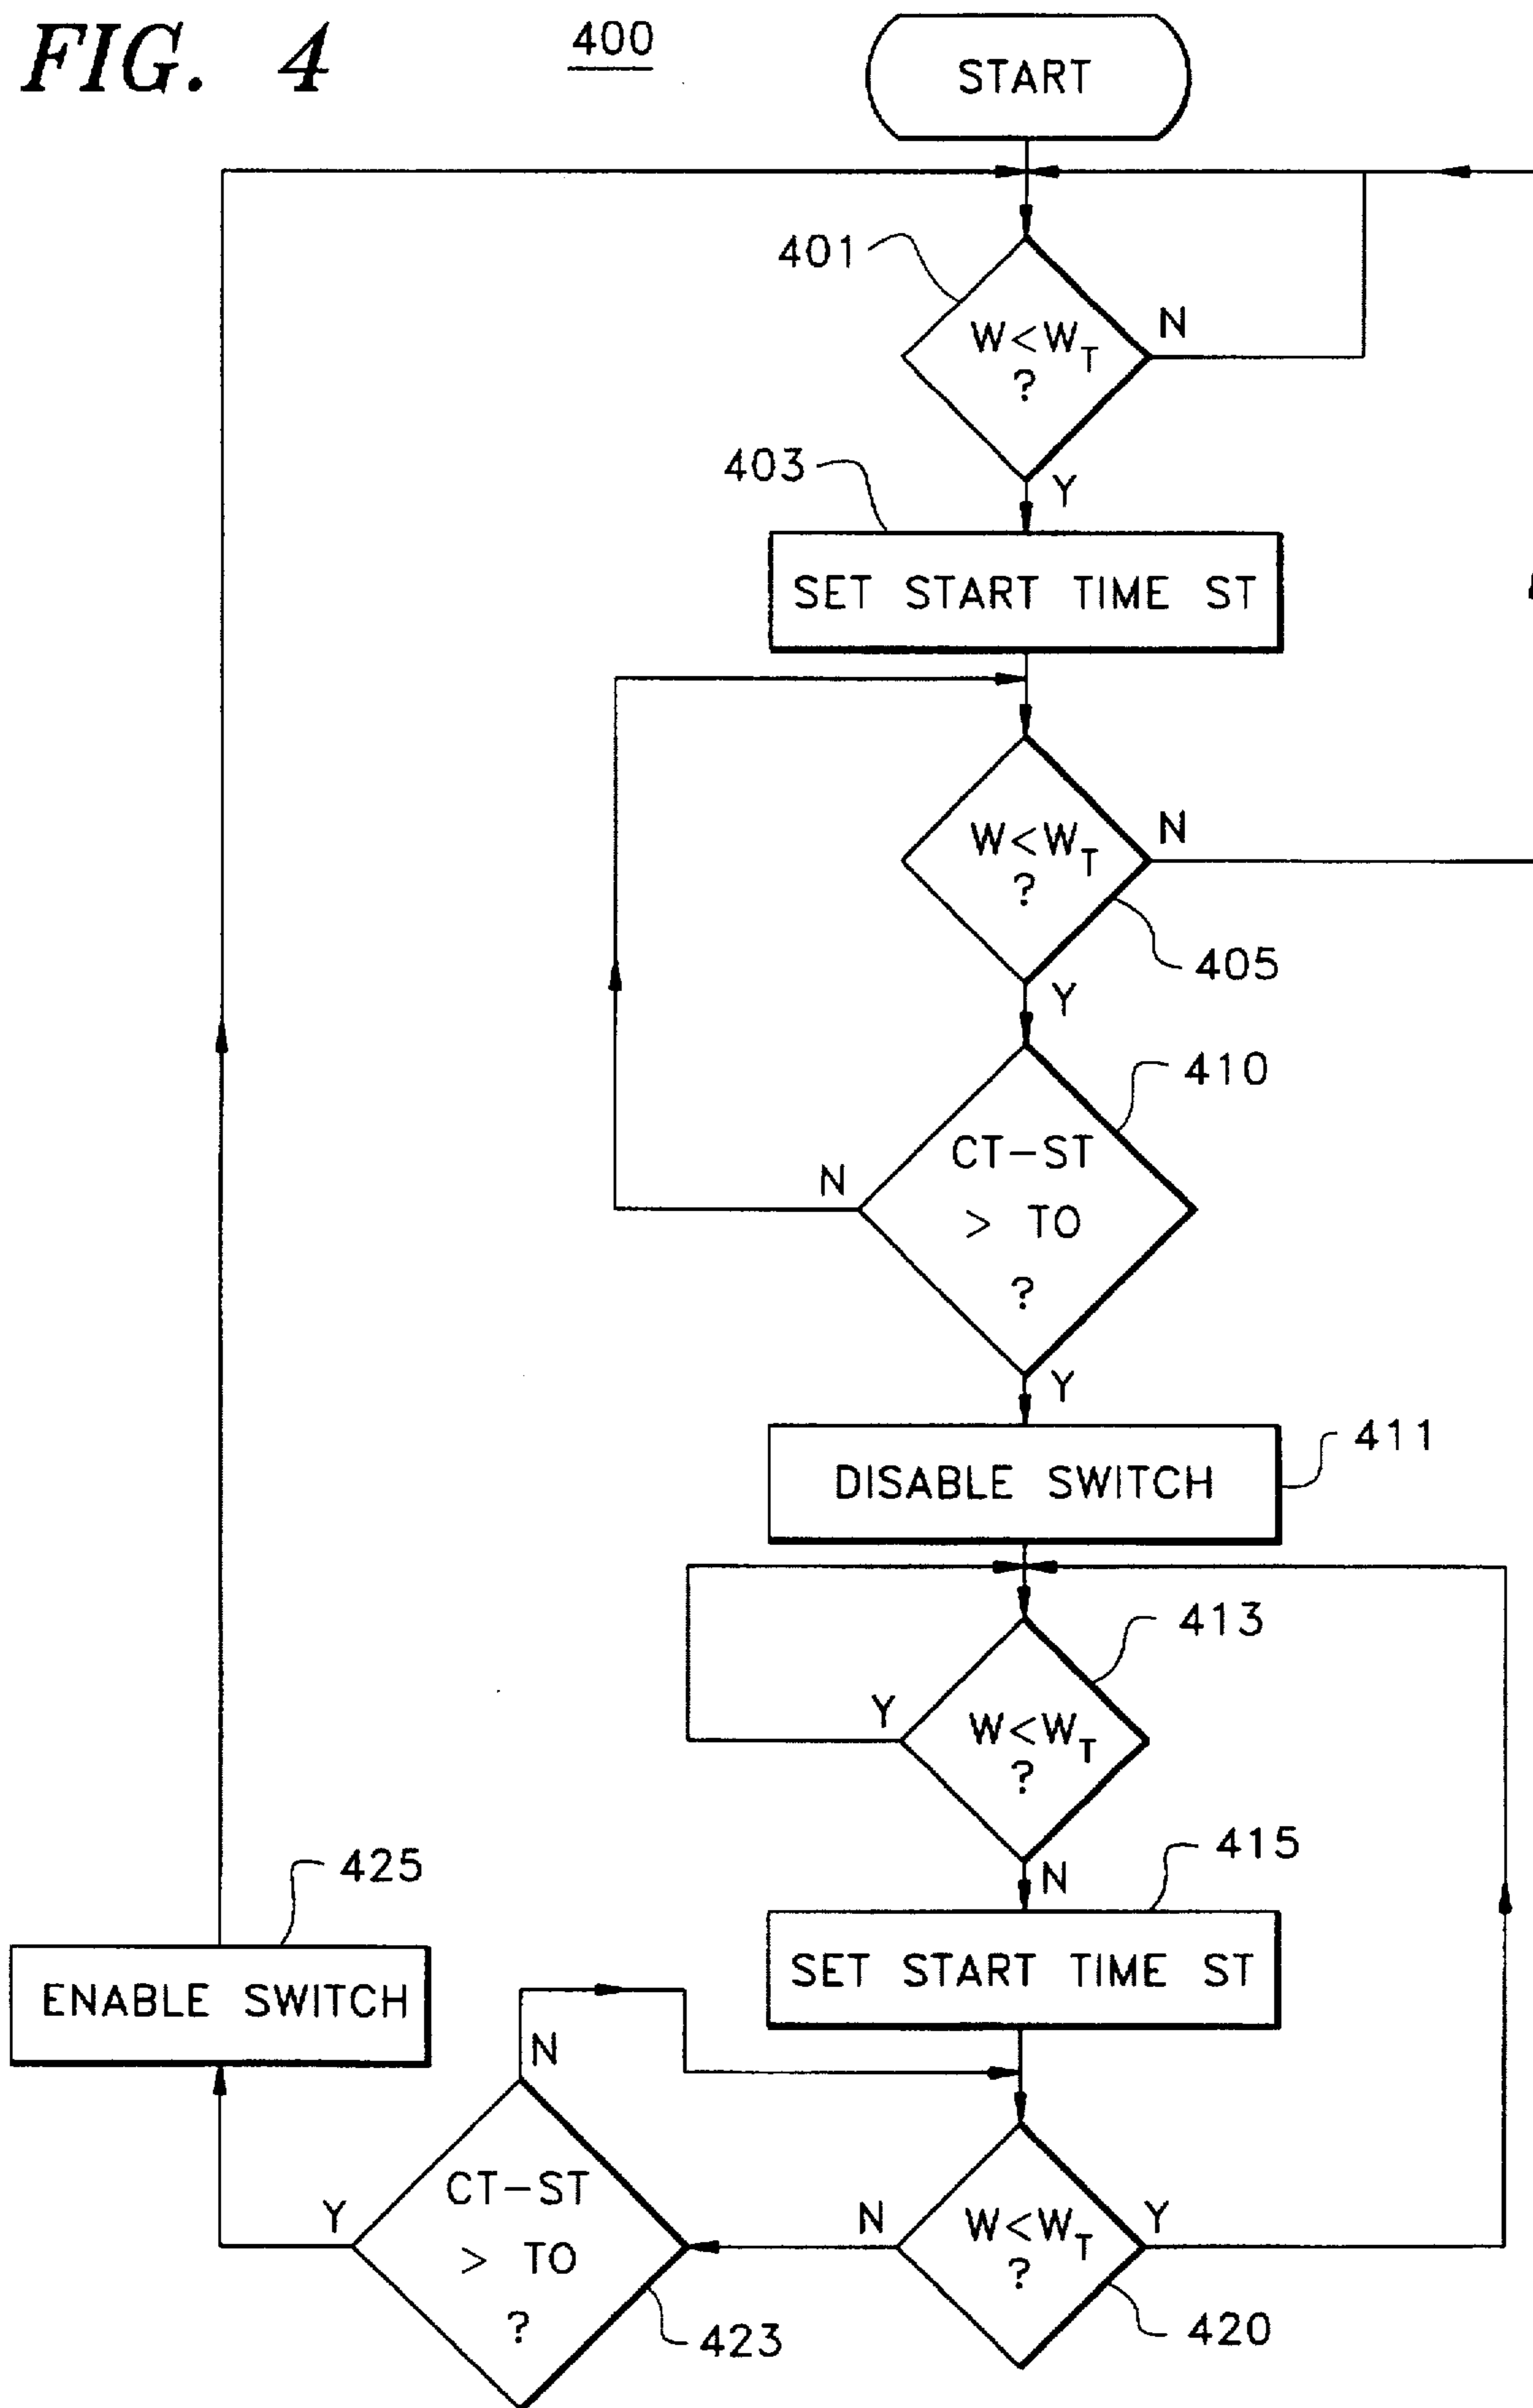 FIG. 4
400
START
401
W<W_T
?
N
Y
403
SET START TIME ST
W<W_T
?
N
405
Y
410
CT-ST
> TO
?
N
Y
411
DISABLE SWITCH
413
Y
W<W_T
?
N
415
SET START TIME ST
425
ENABLE SWITCH
N
CT-ST
> TO
?
Y
423
N
W<W_T
?
Y
420